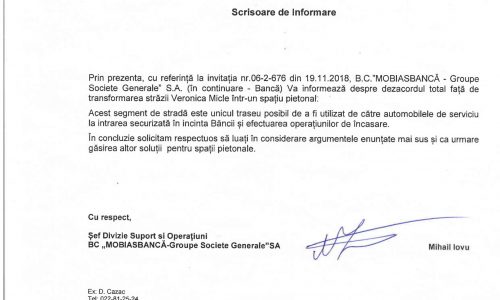 Scrisoare de Informare
Prin prezenta, cu referință la invitația nr.06-2-676 din 19.11.2018, B.C."MOBIASBANCĂ - Groupe
Societe Generale" S.A. (în continuare - Bancă) Va informează despre dezacordul total față de
transformarea străzii Veronica Micle într-un spațiu pietonal:
Acest segment de stradă este unicul traseu posibil de a fi utilizat de către automobilele de serviciu
la intrarea securizată în incinta Băncii și efectuarea operațiunilor de încasare.
În concluzie solicitam respectuos să luați în considerare argumentele enunțate mai sus și ca urmare
găsirea altor soluții pentru spații pietonale.
Cu respect,
Șef Divizie Suport si Operațiuni
BC „MOBIASBANCĂ-Groupe Societe Generale"SA
Mihail Iovu
Ex: D. Cazac
Tel: 022-81-25-24